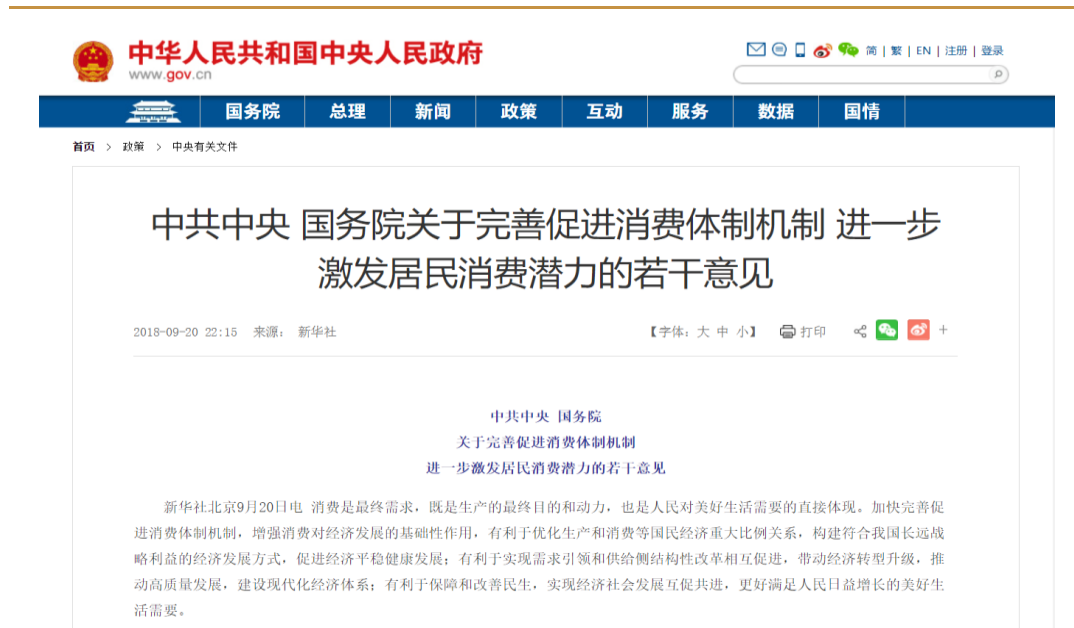 中华人民共和国中央人民政府
www.gov.cn
简 | 繁 | EN | 注册 | 登录
国务院 总理 新闻 政策 互动 服务 数据 国情
首页 > 政策 > 中央有关文件
中共中央 国务院关于完善促进消费体制机制 进一步
激发居民消费潜力的若干意见
2018-09-20 22:15 来源: 新华社 【字体: 大 中 小】 打印 +
中共中央 国务院
关于完善促进消费体制机制
进一步激发居民消费潜力的若干意见
新华社北京9月20日电 消费是最终需求，既是生产的最终目的和动力，也是人民对美好生活需要的直接体现。加快完善促
进消费体制机制，增强消费对经济发展的基础性作用，有利于优化生产和消费等国民经济重大比例关系，构建符合我国长远战
略利益的经济发展方式，促进经济平稳健康发展；有利于实现需求引领和供给侧结构性改革相互促进，带动经济转型升级，推
动高质量发展，建设现代化经济体系；有利于保障和改善民生，实现经济社会发展互促共进，更好满足人民日益增长的美好生
活需要。